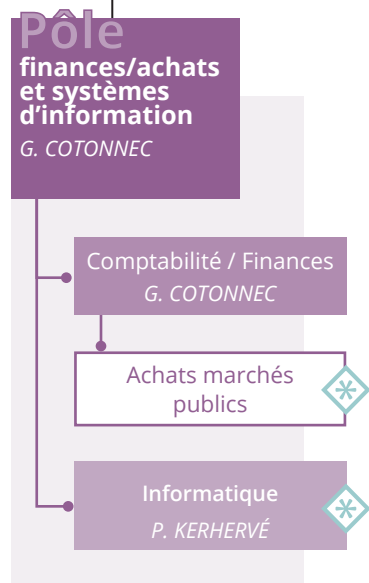 Pôle
finances/achats
et systèmes
d'information
G. COTONNEC
Comptabilité / Finances
G. COTONNEC
Achats marchés
publics
Informatique
P. KERHERVÉ